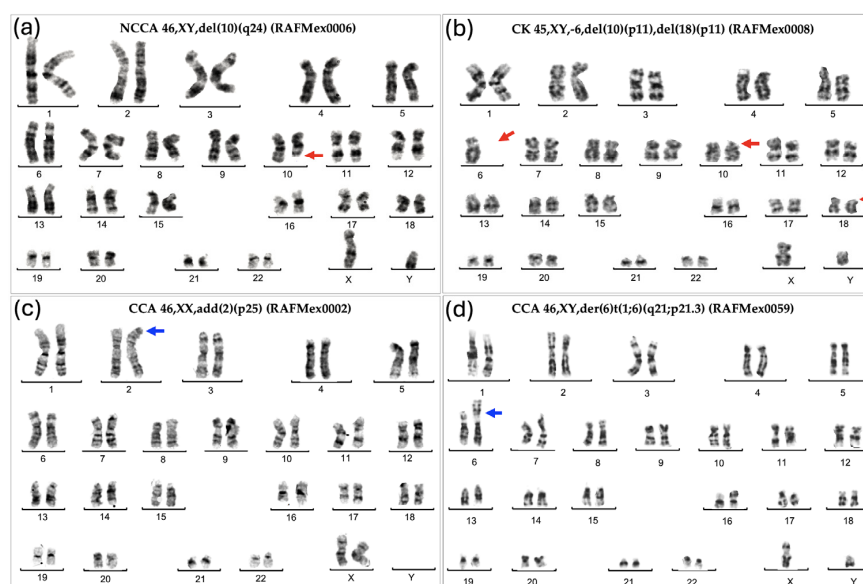 (a) NCCA 46,XY,del(10)(q24) (RAFMex0006)
1 2 3 4 5
6 7 8 9 10 11 12
13 14 15 16 17 18
19 20 21 22 X Y
(b) CK 45,XY,-6,del(10)(p11),del(18)(p11) (RAFMex0008)
1 2 3 4 5
6 7 8 9 10 11 12
13 14 15 16 17 18
19 20 21 22 X Y
(c) CCA 46,XX,add(2)(p25) (RAFMex0002)
1 2 3 4 5
6 7 8 9 10 11 12
13 14 15 16 17 18
19 20 21 22 X Y
(d) CCA 46,XY,der(6)t(1;6)(q21;p21.3) (RAFMex0059)
1 2 3 4 5
6 7 8 9 10 11 12
13 14 15 16 17 18
19 20 21 22 X Y